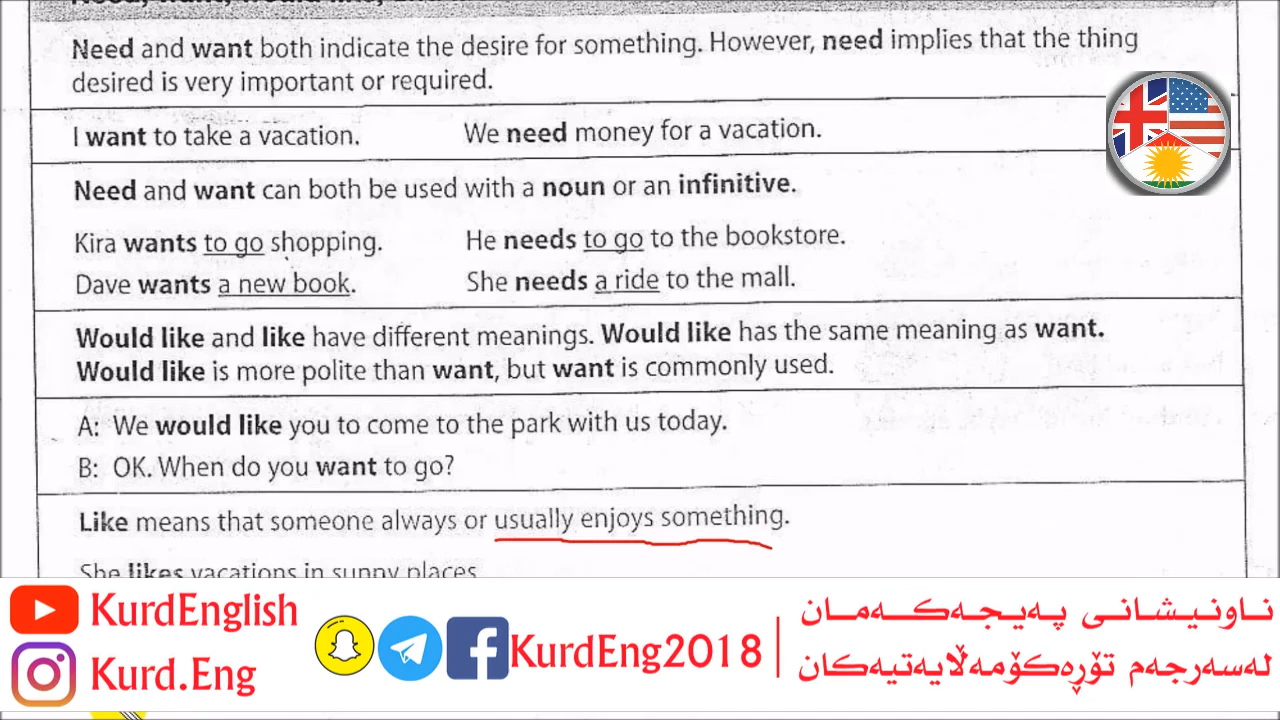 Need and want both indicate the desire for something. However, need implies that the thing
desired is very important or required.
I want to take a vacation. We need money for a vacation.
Need and want can both be used with a noun or an infinitive.
Kira wants to go shopping. He needs to go to the bookstore.
Dave wants a new book. She needs a ride to the mall.
Would like and like have different meanings. Would like has the same meaning as want.
Would like is more polite than want, but want is commonly used.
A: We would like you to come to the park with us today.
B: OK. When do you want to go?
Like means that someone always or usually enjoys something.
She likes vacations in sunny places
KurdEnglish
Kurd.Eng
KurdEng2018
ناونیشانی پەیجەکەمان
لەسەرجەم تۆڕەکۆمەڵایەتیەکان